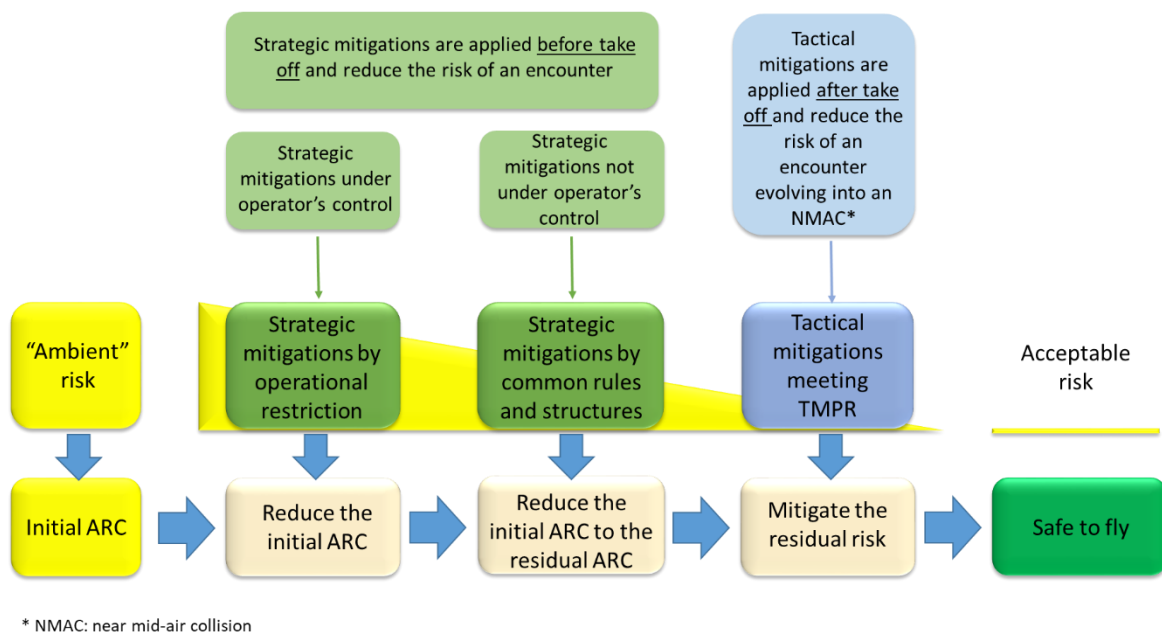 Strategic mitigations are applied before take
off and reduce the risk of an encounter
Tactical
mitigations are
applied after take
off and reduce the
risk of an
encounter
evolving into an
NMAC*
Strategic
mitigations under
operator's control
Strategic
mitigations not
under operator's
control
"Ambient"
risk
Strategic
mitigations by
operational
restriction
Strategic
mitigations by
common rules
and structures
Tactical
mitigations
meeting
TMPR
Acceptable
risk
Initial ARC
Reduce the
initial ARC
Reduce the
initial ARC to the
residual ARC
Mitigate the
residual risk
Safe to fly
* NMAC: near mid-air collision